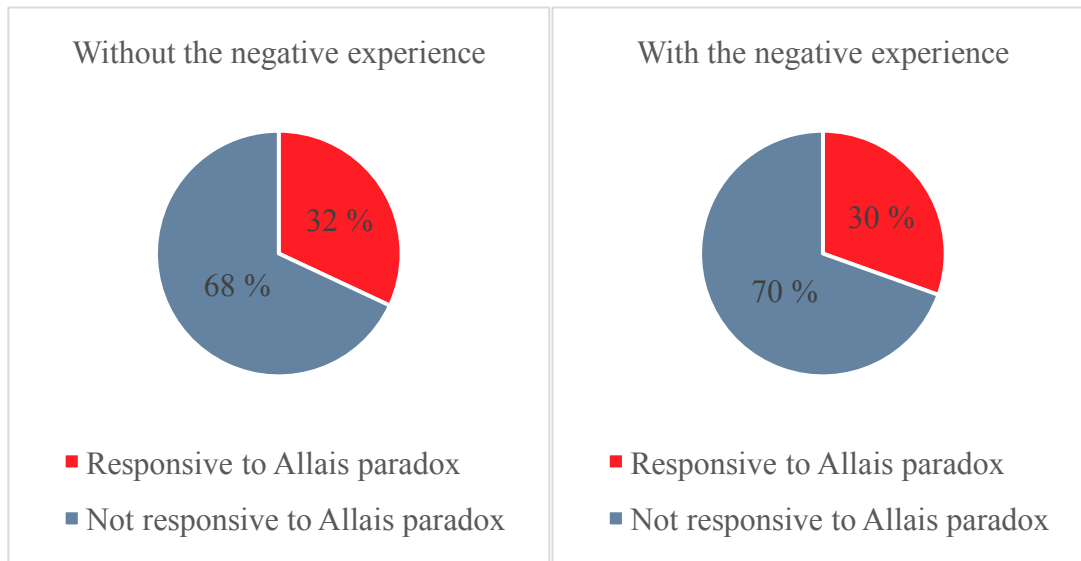 Without the negative experience
32 %
68 %
Responsive to Allais paradox
Not responsive to Allais paradox
With the negative experience
30 %
70 %
Responsive to Allais paradox
Not responsive to Allais paradox